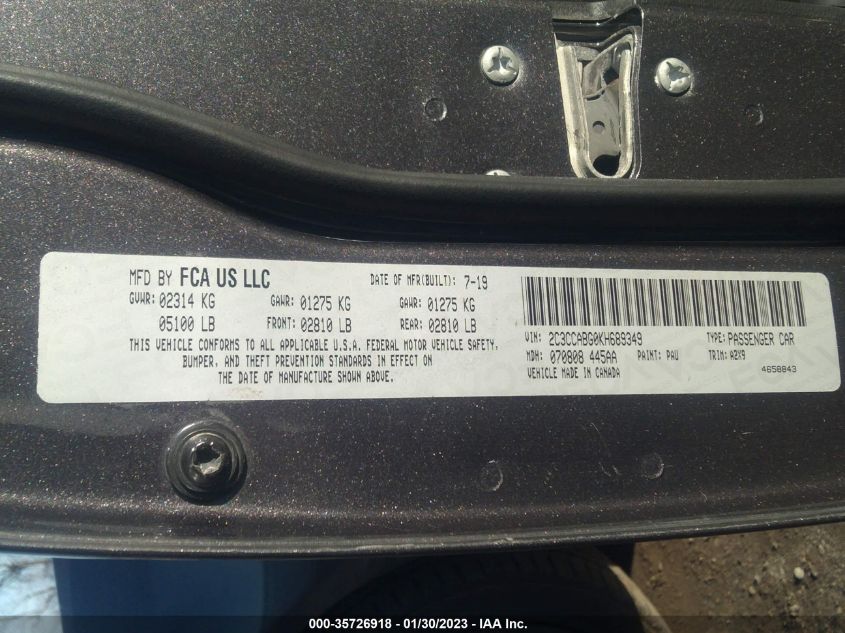 MFD BY FCA US LLC
DATE OF MFR(BUILT): 7-19
GVWR: 02314 KG
GAWR: 01275 KG
GAWR: 01275 KG
05100 LB
FRONT: 02810 LB
REAR: 02810 LB
THIS VEHICLE CONFORMS TO ALL APPLICABLE U.S.A. FEDERAL MOTOR VEHICLE SAFETY,
BUMPER, AND THEFT PREVENTION STANDARDS IN EFFECT ON
THE DATE OF MANUFACTURE SHOWN ABOVE.
VIN: 2C3CCABG0KH689349
TYPE: PASSENGER CAR
MDH: 070808 445AA
PAINT: PAU
TRIM: A2X9
VEHICLE MADE IN CANADA
4658843
000-35726918 - 01/30/2023 - IAA Inc.